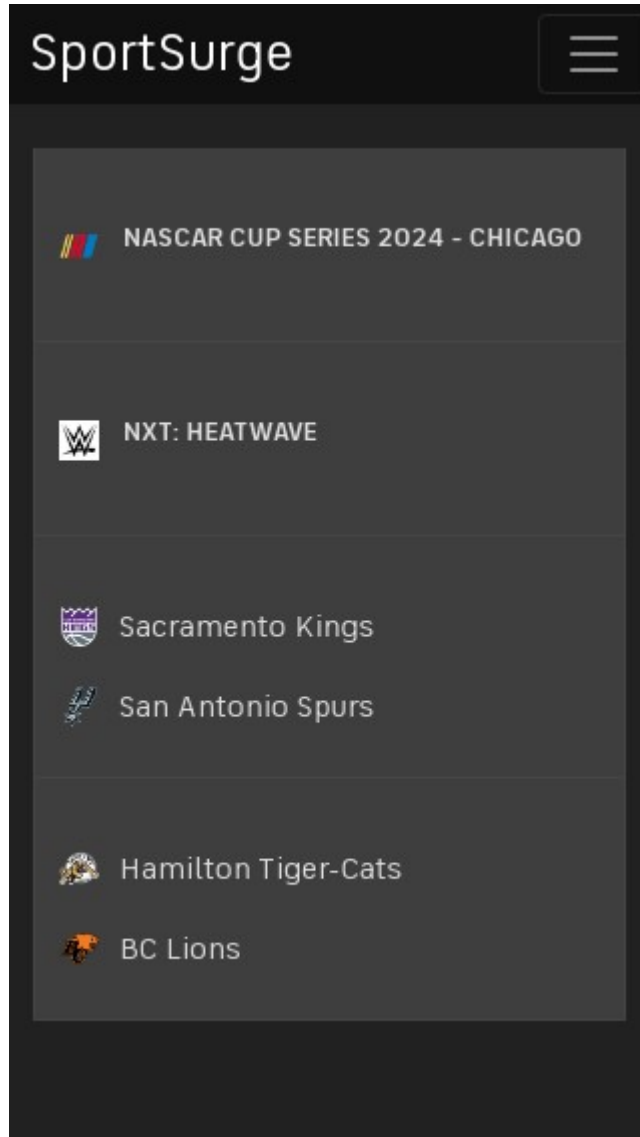 SportSurge
NASCAR CUP SERIES 2024 - CHICAGO
NXT: HEATWAVE
Sacramento Kings
San Antonio Spurs
Hamilton Tiger-Cats
BC Lions